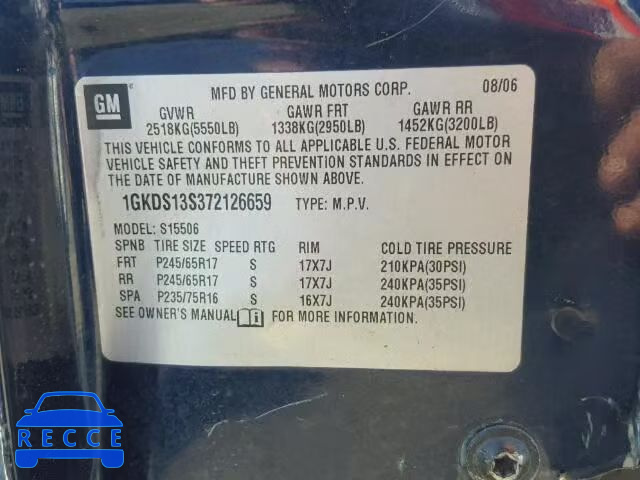 GM
MFD BY GENERAL MOTORS CORP. 08/06
GVWR GAWR FRT GAWR RR
2518KG(5550LB) 1338KG(2950LB) 1452KG(3200LB)
THIS VEHICLE CONFORMS TO ALL APPLICABLE U.S. FEDERAL MOTOR
VEHICLE SAFETY AND THEFT PREVENTION STANDARDS IN EFFECT ON
THE DATE OF MANUFACTURE SHOWN ABOVE.
1GKDS13S372126659 TYPE: M.P.V.
MODEL: S15506
SPNB TIRE SIZE SPEED RTG RIM COLD TIRE PRESSURE
FRT P245/65R17 S 17X7J 210KPA(30PSI)
RR P245/65R17 S 17X7J 240KPA(35PSI)
SPA P235/75R16 S 16X7J 240KPA(35PSI)
SEE OWNER'S MANUAL FOR MORE INFORMATION.
RECCE